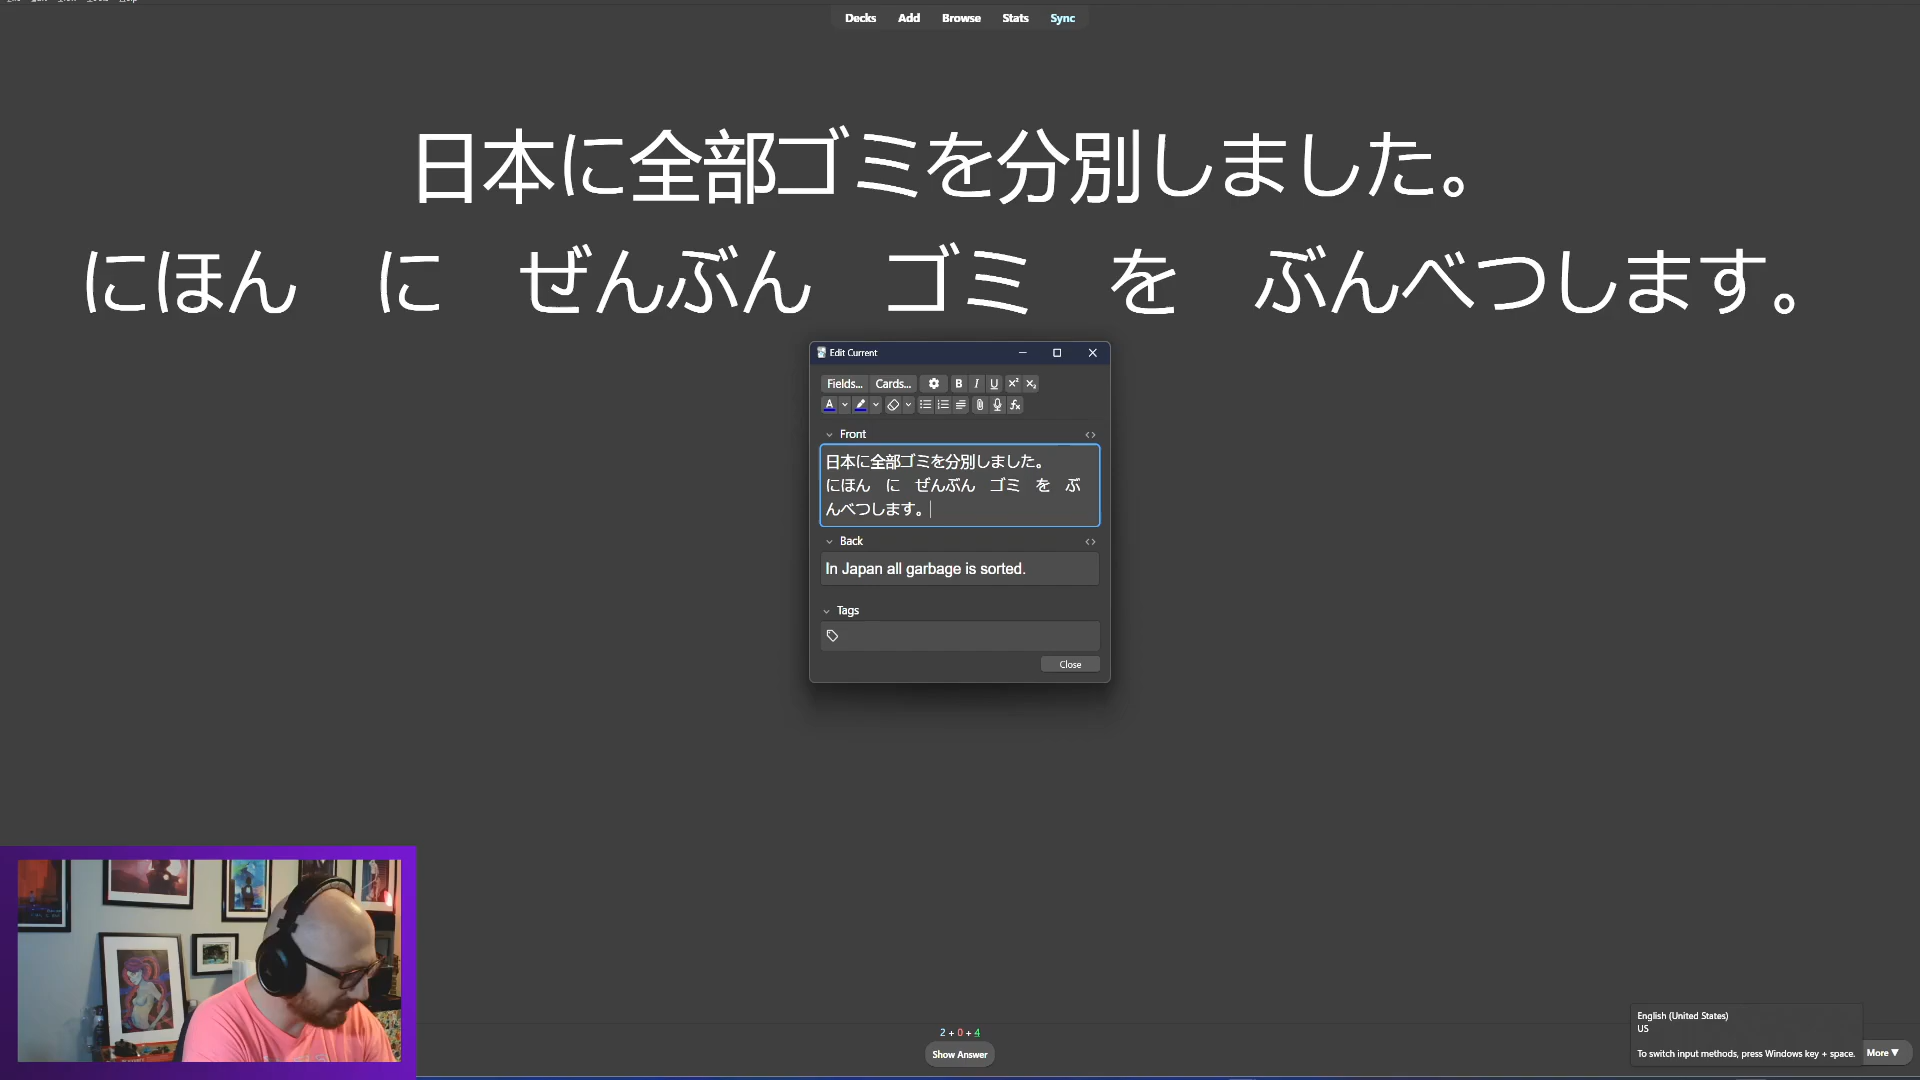 Decks Add Browse Stats Sync
日本に全部ゴミを分別しました。
にほん　に　ぜんぶん　ゴミ　を　ぶんべつします。
Edit Current
Fields... Cards... B I U X² X₂
A
Front
日本に全部ゴミを分別しました。
にほん　に　ぜんぶん　ゴミ　を　ぶ
んべつします。
Back
In Japan all garbage is sorted.
Tags
Close
2 + 0 + 4
Show Answer
English (United States)
US
To switch input methods, press Windows key + space.
More ▼